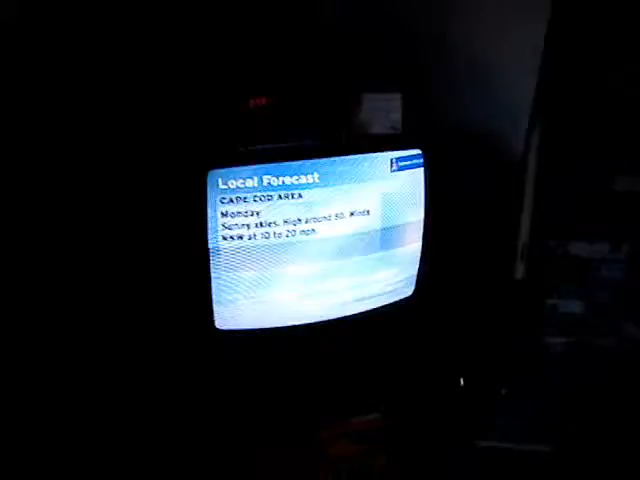 Local Forecast
CAPE COD AREA
Monday
Sunny skies. High around 50. Winds
NNW at 10 to 20 mph.